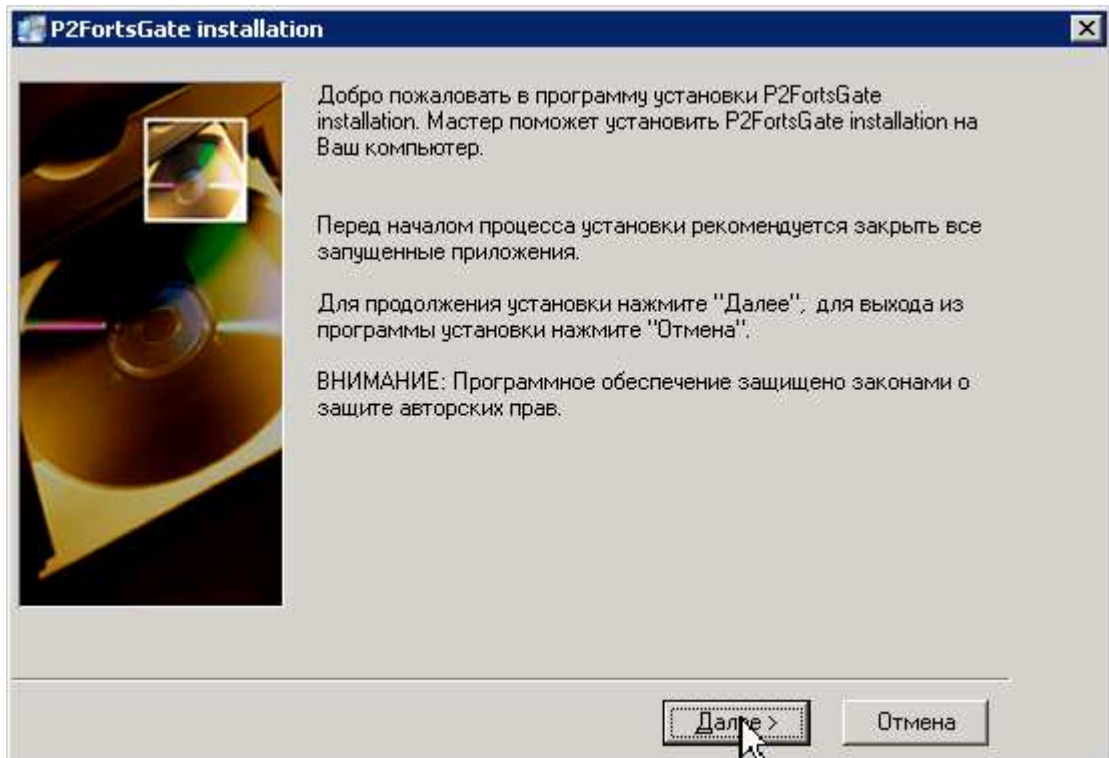 P2FortsGate installation
Добро пожаловать в программу установки P2FortsGate
installation. Мастер поможет установить P2FortsGate installation на
Ваш компьютер.
Перед началом процесса установки рекомендуется закрыть все
запущенные приложения.
Для продолжения установки нажмите "Далее", для выхода из
программы установки нажмите "Отмена".
ВНИМАНИЕ: Программное обеспечение защищено законами о
защите авторских прав.
Далее >
Отмена